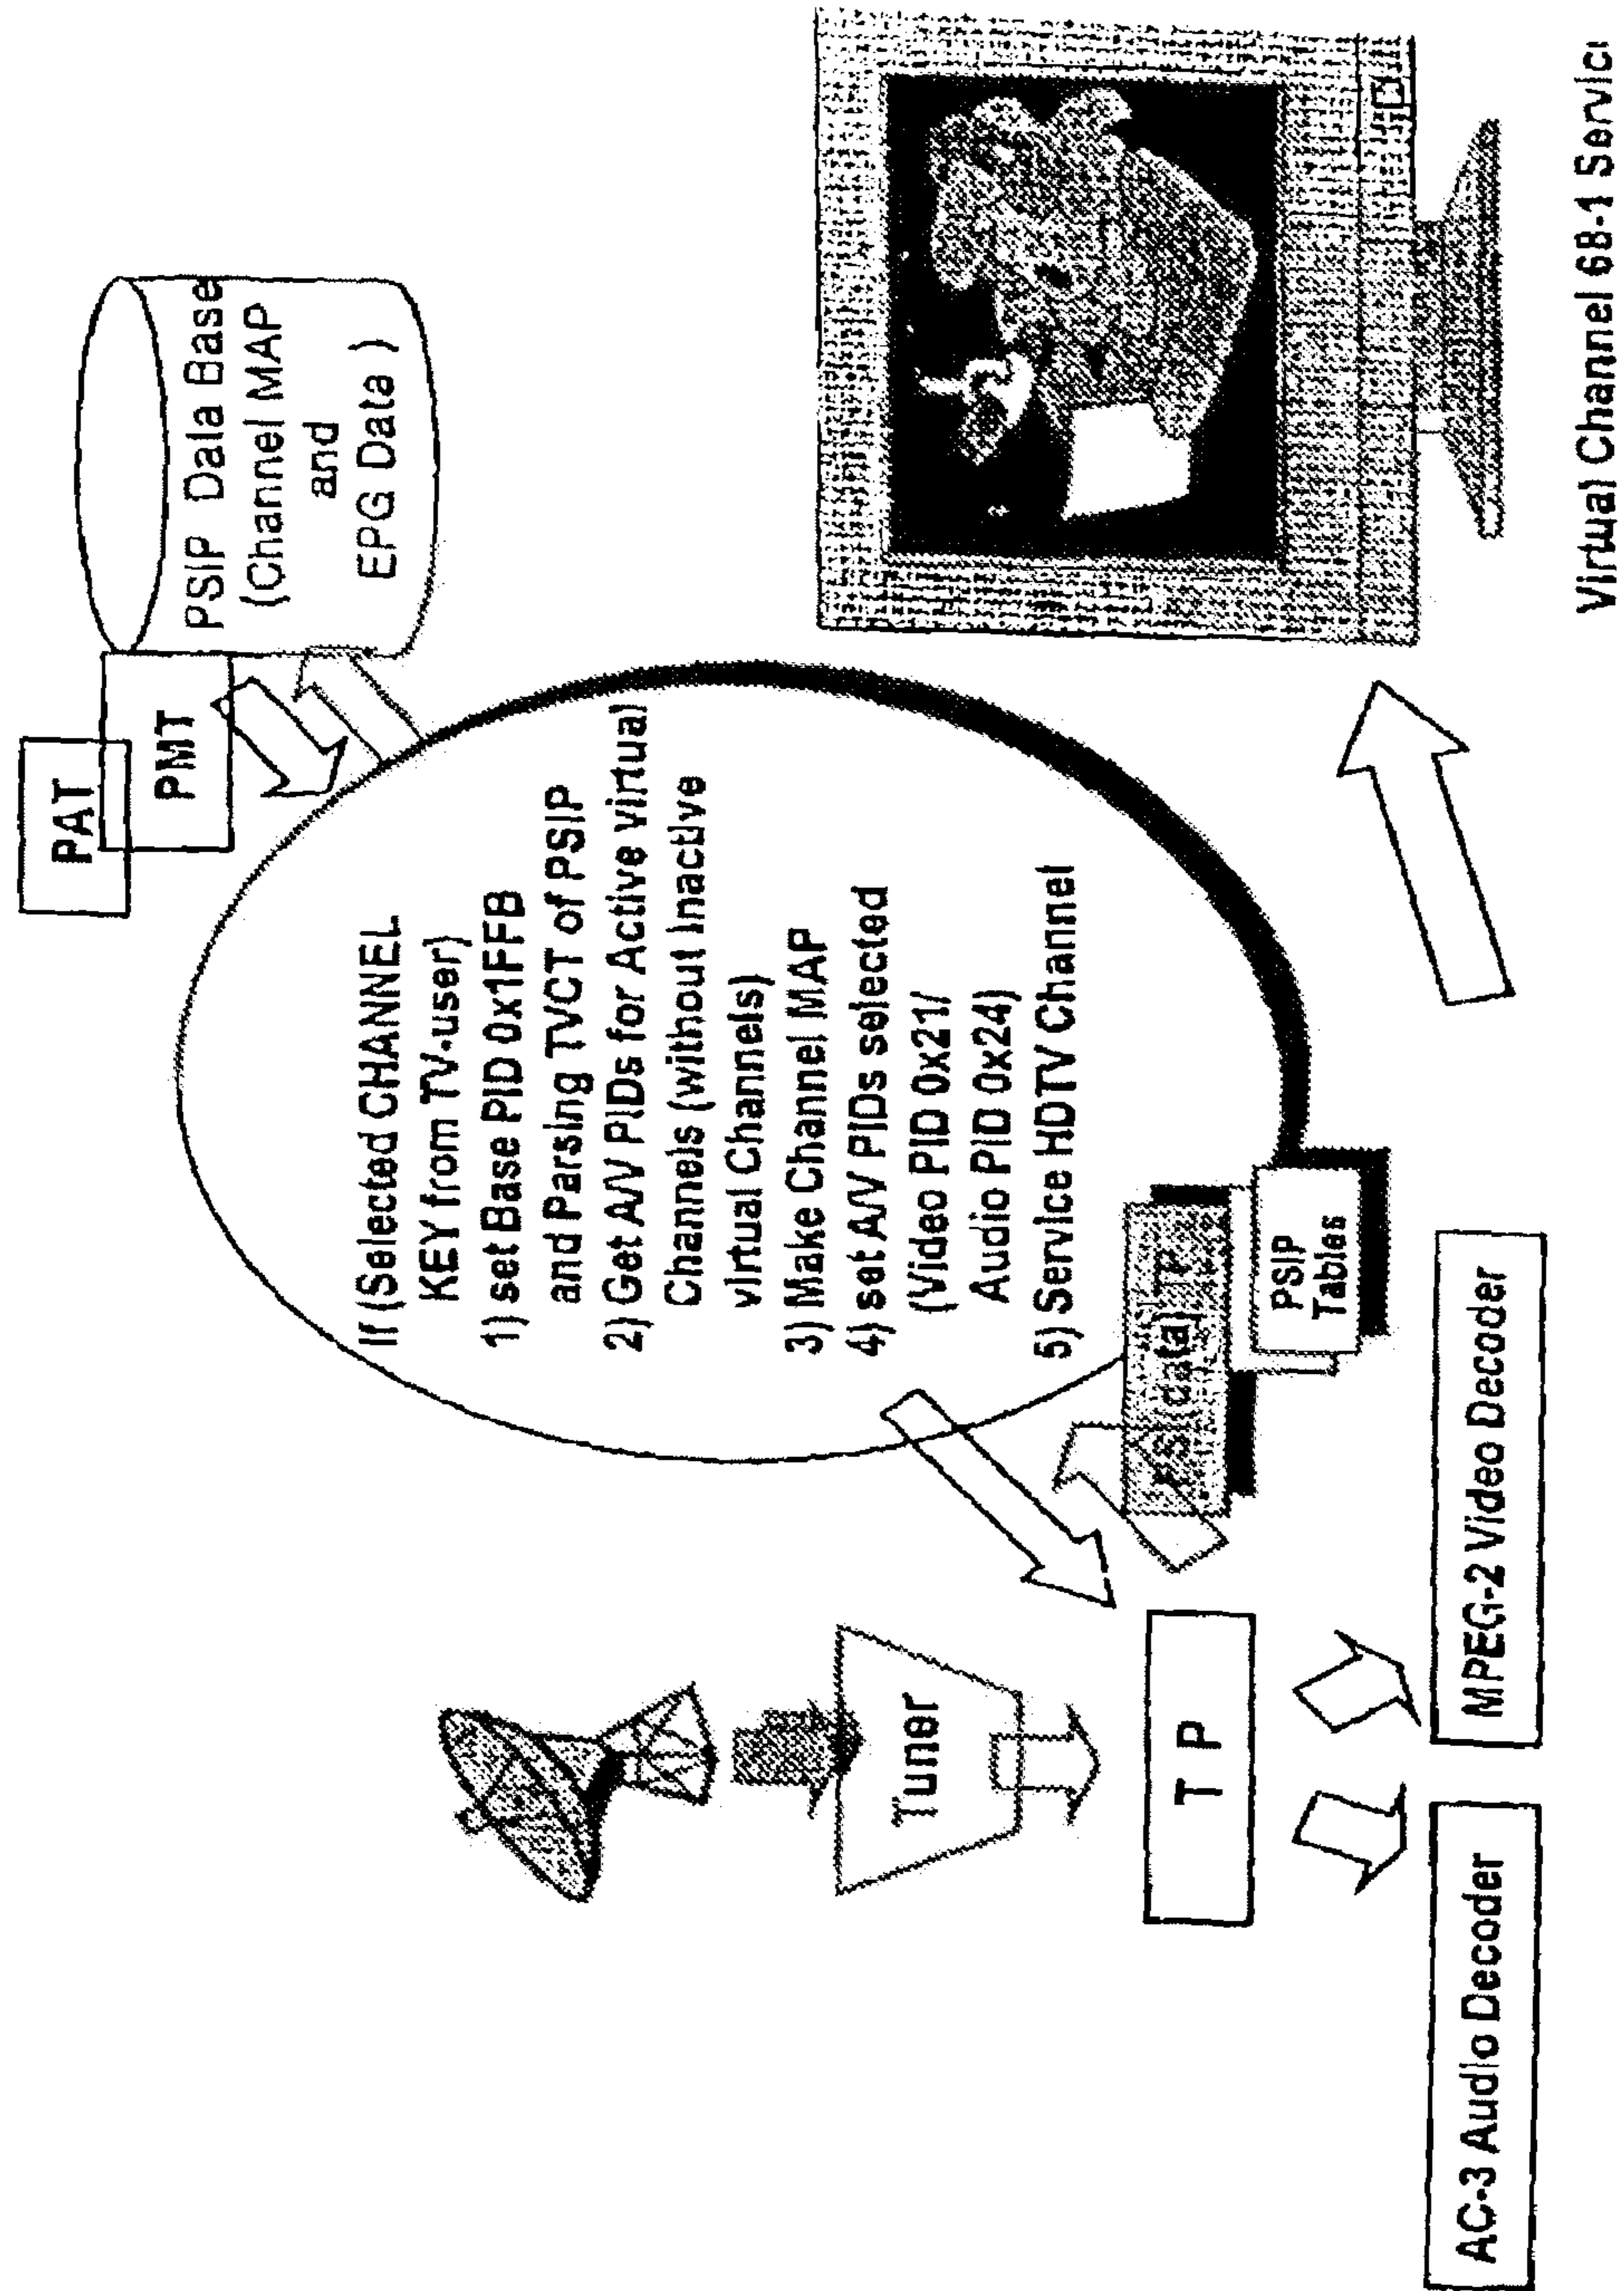 PAT
PMT
PSIP Data Base
(Channel MAP
and
EPG Data )
If (Selected CHANNEL
KEY from TV-user)
1) set Base PID 0x1FFB
and Parsing TVCT of PSIP
2) Get A/V PIDs for Active virtual
Channels (without Inactive
virtual Channels)
3) Make Channel MAP
4) set A/V PIDs selected
(Video PID 0x21/
Audio PID 0x24)
5) Service HDTV Channel
Tuner
T P
(data) TP
PSIP
Tables
AC-3 Audio Decoder
MPEG-2 Video Decoder
Virtual Channel 68-1 Servic